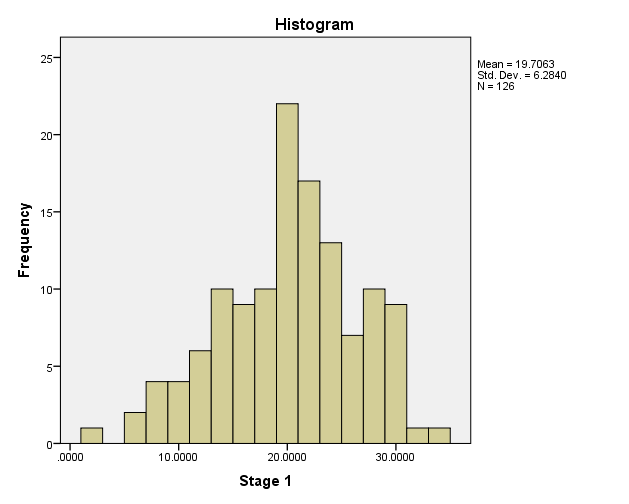 Histogram
Mean = 19.7063
Std. Dev. = 6.2840
N = 126
25
20
15
10
5
0
Frequency
.0000 10.0000 20.0000 30.0000
Stage 1